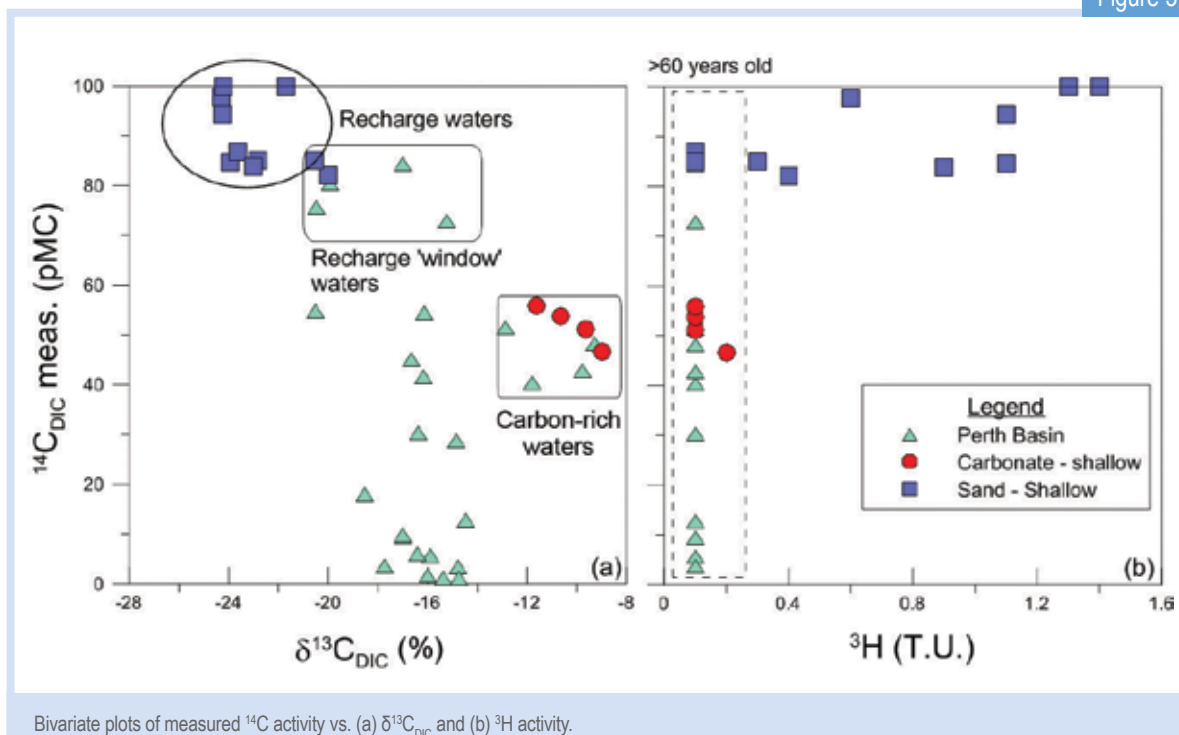 Figure 5
>60 years old
100
80
60
40
20
0
¹⁴C_DIC meas. (pMC)
Recharge waters
Recharge 'window'
waters
Carbon-rich
waters
(a)
-28 -24 -20 -16 -12 -8
δ¹³C_DIC (%)
Legend
Perth Basin
Carbonate - shallow
Sand - Shallow
(b)
0 0.4 0.8 1.2 1.6
³H (T.U.)
Bivariate plots of measured ¹⁴C activity vs. (a) δ¹³C_DIC and (b) ³H activity.